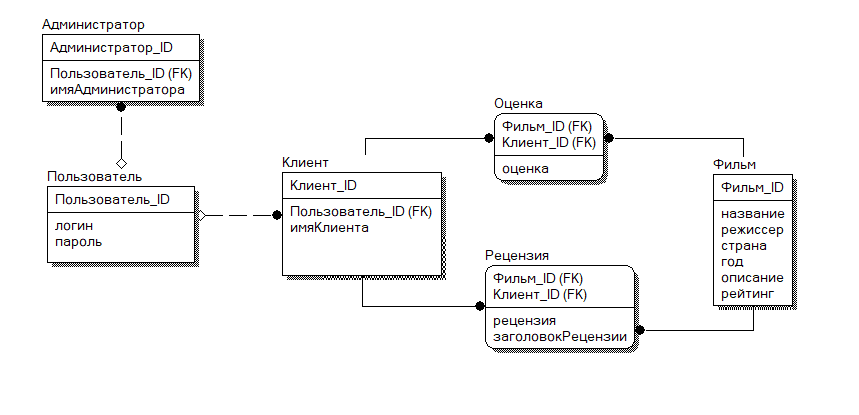 Администратор
Администратор_ID
Пользователь_ID (FK)
имяАдминистратора
Пользователь
Пользователь_ID
логин
пароль
Клиент
Клиент_ID
Пользователь_ID (FK)
имяКлиента
Оценка
Фильм_ID (FK)
Клиент_ID (FK)
оценка
Рецензия
Фильм_ID (FK)
Клиент_ID (FK)
рецензия
заголовокРецензии
Фильм
Фильм_ID
название
режиссер
страна
год
описание
рейтинг